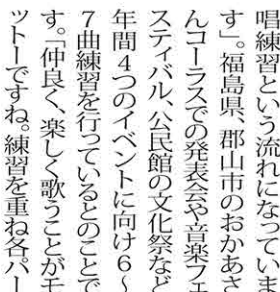 唱練習という流れになっていま
す」。福島県、郡山市のおかあさ
んコーラスでの発表会や音楽フェ
スティバル、公民館の文化祭など
年間４つのイベントに向け６〜
７曲練習を行っているとのことで
す。「仲良く、楽しく歌うことがモ
ットーですね。練習を重ね各パー